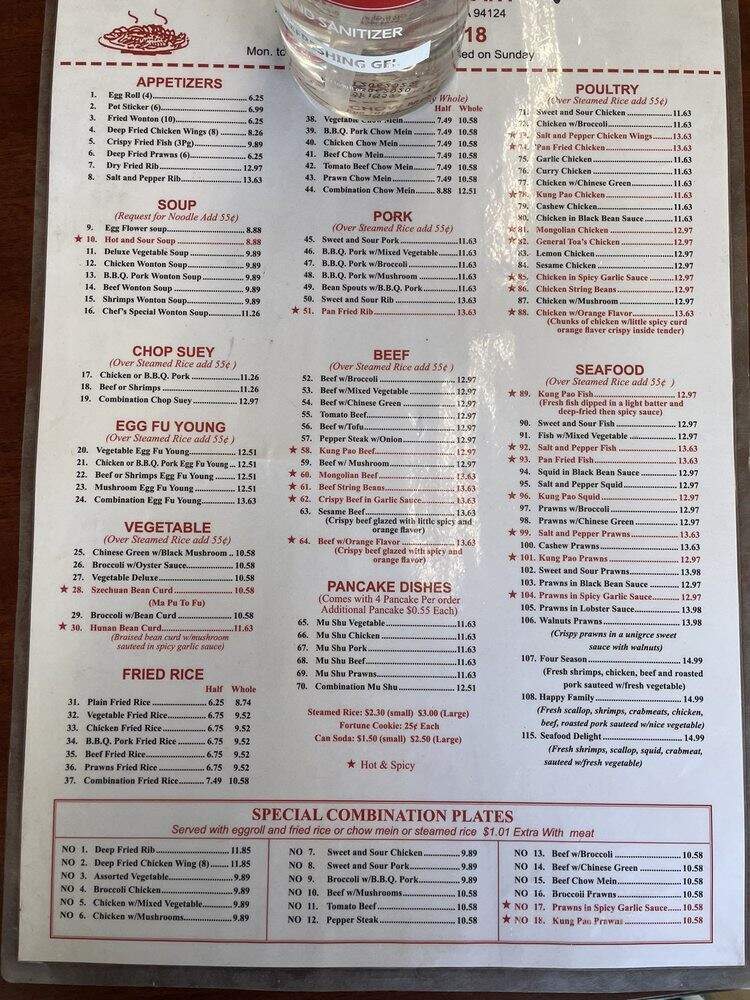 A 94124
18
Mon. to
ed on Sunday
ND SANITIZER
SHING GEL
APPETIZERS
1. Egg Roll (4) 6.25
2. Pot Sticker (6) 6.99
3. Fried Wonton (10) 6.25
4. Deep Fried Chicken Wings (8) 8.26
5. Crispy Fried Fish (3Pg) 9.89
6. Deep Fried Prawns (6) 6.25
7. Dry Fried Rib 12.97
8. Salt and Pepper Rib 13.63
SOUP
(Request for Noodle Add 55¢)
9. Egg Flower soup 8.88
★ 10. Hot and Sour Soup 8.88
11. Deluxe Vegetable Soup 9.89
12. Chicken Wonton Soup 9.89
13. B.B.Q. Pork Wonton Soup 9.89
14. Beef Wonton Soup 9.89
15. Shrimps Wonton Soup 9.89
16. Chef's Special Wonton Soup 11.26
CHOP SUEY
(Over Steamed Rice add 55¢ )
17. Chicken or B.B.Q. Pork 11.26
18. Beef or Shrimps 11.26
19. Combination Chop Suey 12.97
EGG FU YOUNG
(Over Steamed Rice add 55¢ )
20. Vegetable Egg Fu Young 12.51
21. Chicken or B.B.Q. Pork Egg Fu Young 12.51
22. Beef or Shrimps Egg Fu Young 12.51
23. Mushroom Egg Fu Young 12.51
24. Combination Egg Fu Young 13.63
VEGETABLE
(Over Steamed Rice add 55¢)
25. Chinese Green w/Black Mushroom 10.58
26. Broccoli w/Oyster Sauce 10.58
27. Vegetable Deluxe 10.58
★ 28. Szechuan Bean Curd 10.58
(Ma Pu To Fu)
29. Broccoli w/Bean Curd 10.58
★ 30. Hunan Bean Curd 11.63
(Braised bean curd w/mushroom
sauteed in spicy garlic sauce)
FRIED RICE
Half Whole
31. Plain Fried Rice 6.25 8.74
32. Vegetable Fried Rice 6.75 9.52
33. Chicken Fried Rice 6.75 9.52
34. B.B.Q. Pork Fried Rice 6.75 9.52
35. Beef Fried Rice 6.75 9.52
36. Prawns Fried Rice 6.75 9.52
37. Combination Fried Rice 7.49 10.58
Whole)
Half Whole
38. Vegetable Chow Mein 7.49 10.58
39. B.B.Q. Pork Chow Mein 7.49 10.58
40. Chicken Chow Mein 7.49 10.58
41. Beef Chow Mein 7.49 10.58
42. Tomato Beef Chow Mein 7.49 10.58
43. Prawn Chow Mein 7.49 10.58
44. Combination Chow Mein 8.88 12.51
PORK
(Over Steamed Rice add 55¢)
45. Sweet and Sour Pork 11.63
46. B.B.Q. Pork w/Mixed Vegetable 11.63
47. B.B.Q. Pork w/Broccoli 11.63
48. B.B.Q. Pork w/Mushroom 11.63
49. Bean Spouts w/B.B.Q. Pork 11.63
50. Sweet and Sour Rib 13.63
★ 51. Pan Fried Rib 13.63
BEEF
(Over Steamed Rice add 55¢ )
52. Beef w/Broccoli 12.97
53. Beef w/Mixed Vegetable 12.97
54. Beef w/Chinese Green 12.97
55. Tomato Beef 12.97
56. Beef w/Tofu 12.97
57. Pepper Steak w/Onion 12.97
★ 58. Kung Pao Beef 12.97
59. Beef w/ Mushroom 12.97
★ 60. Mongolian Beef 13.63
★ 61. Beef String Beans 13.63
★ 62. Crispy Beef in Garlic Sauce 13.63
63. Sesame Beef 13.63
(Crispy beef glazed with little spicy and
orange flavor)
★ 64. Beef w/Orange Flavor 13.63
(Crispy beef glazed with spicy and
orange flavor)
PANCAKE DISHES
(Comes with 4 Pancake Per order
Additional Pancake $0.55 Each)
65. Mu Shu Vegetable 11.63
66. Mu Shu Chicken 11.63
67. Mu Shu Pork 11.63
68. Mu Shu Beef 11.63
69. Mu Shu Prawns 11.63
70. Combination Mu Shu 12.51
Steamed Rice: $2.30 (small) $3.00 (Large)
Fortune Cookie: 25¢ Each
Can Soda: $1.50 (small) $2.50 (Large)
★ Hot & Spicy
POULTRY
(Over Steamed Rice add 55¢)
71. Sweet and Sour Chicken 11.63
72. Chicken w/Broccoli 11.63
★ 73. Salt and Pepper Chicken Wings 13.63
★ 74. Pan Fried Chicken 13.63
75. Garlic Chicken 11.63
76. Curry Chicken 11.63
77. Chicken w/Chinese Green 11.63
★ 78. Kung Pao Chicken 11.63
79. Cashew Chicken 11.63
80. Chicken in Black Bean Sauce 11.63
★ 81. Mongolian Chicken 12.97
★ 82. General Toa's Chicken 12.97
83. Lemon Chicken 12.97
84. Sesame Chicken 12.97
★ 85. Chicken in Spicy Garlic Sauce 12.97
★ 86. Chicken String Beans 12.97
87. Chicken w/Mushroom 12.97
★ 88. Chicken w/Orange Flavor 13.63
(Chunks of chicken w/little spicy curd
orange flaver crispy inside tender)
SEAFOOD
(Over Steamed Rice add 55¢ )
★ 89. Kung Pao Fish 12.97
(Fresh fish dipped in a light batter and
deep-fried then spicy sauce)
90. Sweet and Sour Fish 12.97
91. Fish w/Mixed Vegetable 12.97
★ 92. Salt and Pepper Fish 13.63
★ 93. Pan Fried Fish 13.63
94. Squid in Black Bean Sauce 12.97
95. Salt and Pepper Squid 12.97
★ 96. Kung Pao Squid 12.97
97. Prawns w/Broccoli 12.97
98. Prawns w/Chinese Green 12.97
★ 99. Salt and Pepper Prawns 13.63
100. Cashew Prawns 13.63
★ 101. Kung Pao Prawns 12.97
102. Sweet and Sour Prawns 13.98
103. Prawns in Black Bean Sauce 12.97
★ 104. Prawns in Spicy Garlic Sauce 12.97
105. Prawns in Lobster Sauce 13.98
106. Walnuts Prawns 13.98
(Crispy prawns in a unigrce sweet
sauce with walnuts)
107. Four Season 14.99
(Fresh shrimps, chicken, beef and roasted
pork sauteed w/fresh vegetable)
108. Happy Family 14.99
(Fresh scallop, shrimps, crabmeats, chicken,
beef, roasted pork sauteed w/nice vegetable)
115. Seafood Delight 14.99
(Fresh shrimps, scallop, squid, crabmeat,
sauteed w/fresh vegetable)
SPECIAL COMBINATION PLATES
Served with eggroll and fried rice or chow mein or steamed rice $1.01 Extra With meat
NO 1. Deep Fried Rib 11.85
NO 2. Deep Fried Chicken Wing (8) 11.85
NO 3. Assorted Vegetable 9.89
NO 4. Broccoli Chicken 9.89
NO 5. Chicken w/Mixed Vegetable 9.89
NO 6. Chicken w/Mushrooms 9.89
NO 7. Sweet and Sour Chicken 9.89
NO 8. Sweet and Sour Pork 9.89
NO 9. Broccoli w/B.B.Q. Pork 9.89
NO 10. Beef w/Mushrooms 10.58
NO 11. Beef w/Tofu 10.58
NO 12. Pepper Steak 10.58
NO 13. Beef w/Broccoli 10.58
NO 14. Beef w/Chinese Green 10.58
NO 15. Beef Chow Mein 10.58
NO 16. Broccoli Prawns 10.58
★ NO 17. Prawns in Spicy Garlic Sauce 10.58
★ NO 18. Kung Pao Prawns 10.58